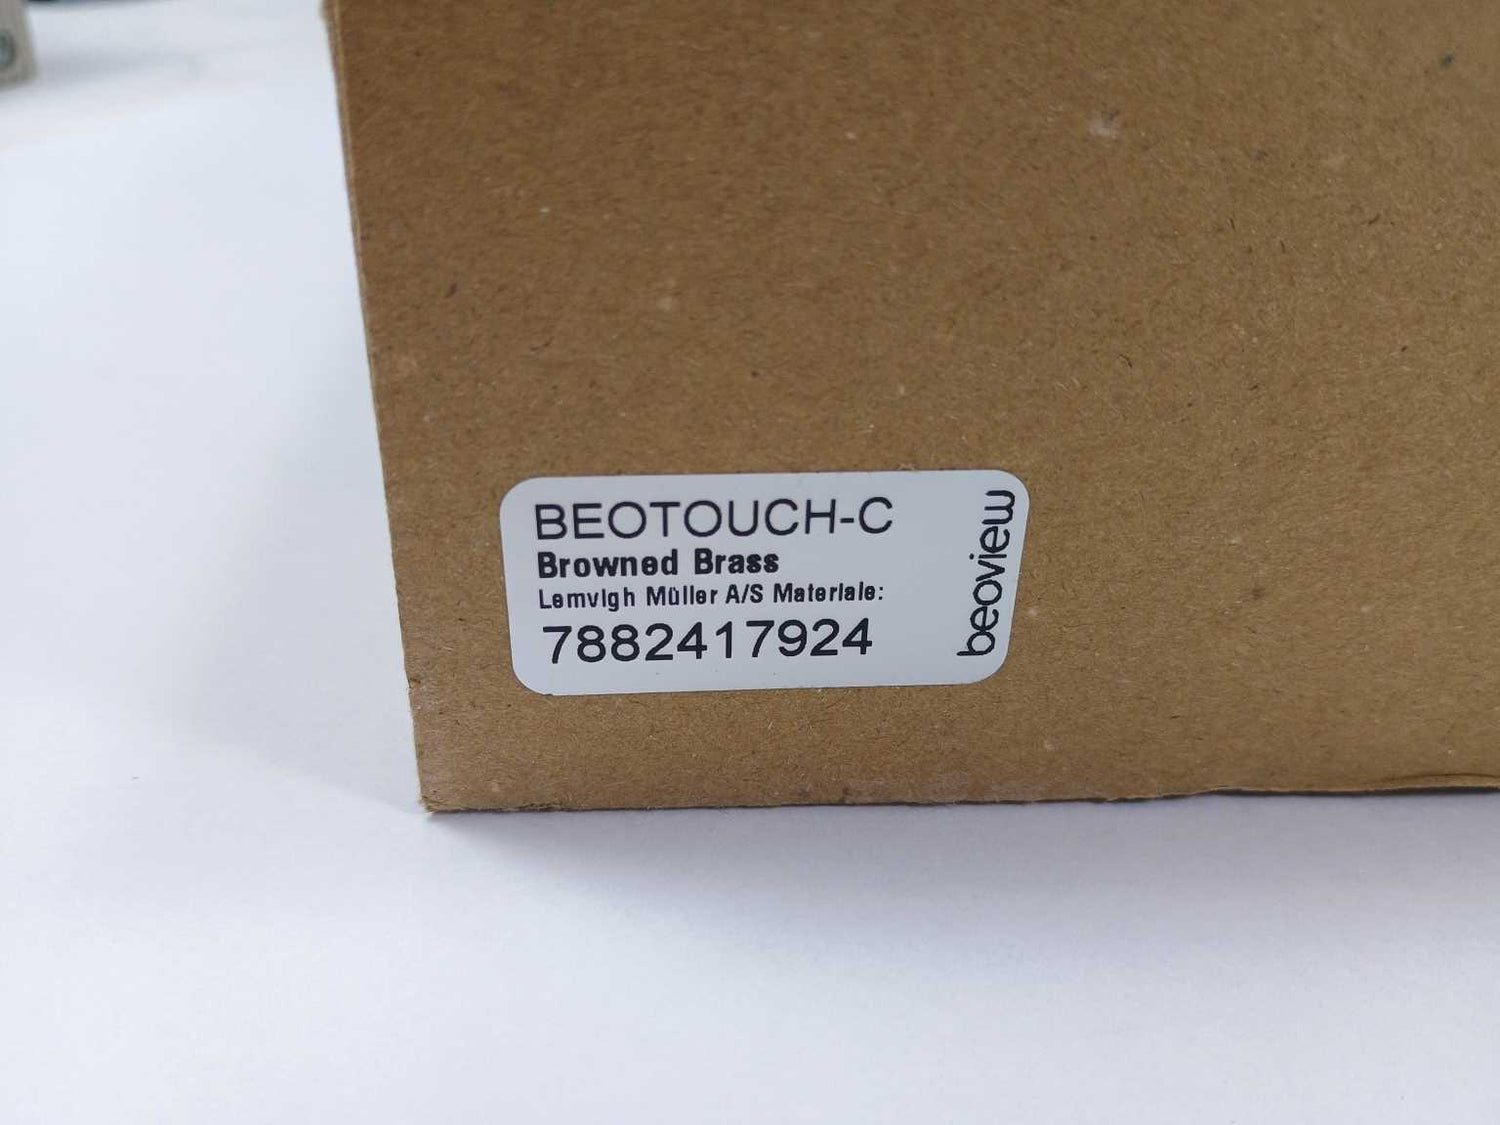 BEOTOUCH-C
Browned Brass
Lemvigh Müller A/S Materiale:
7882417924
beoview